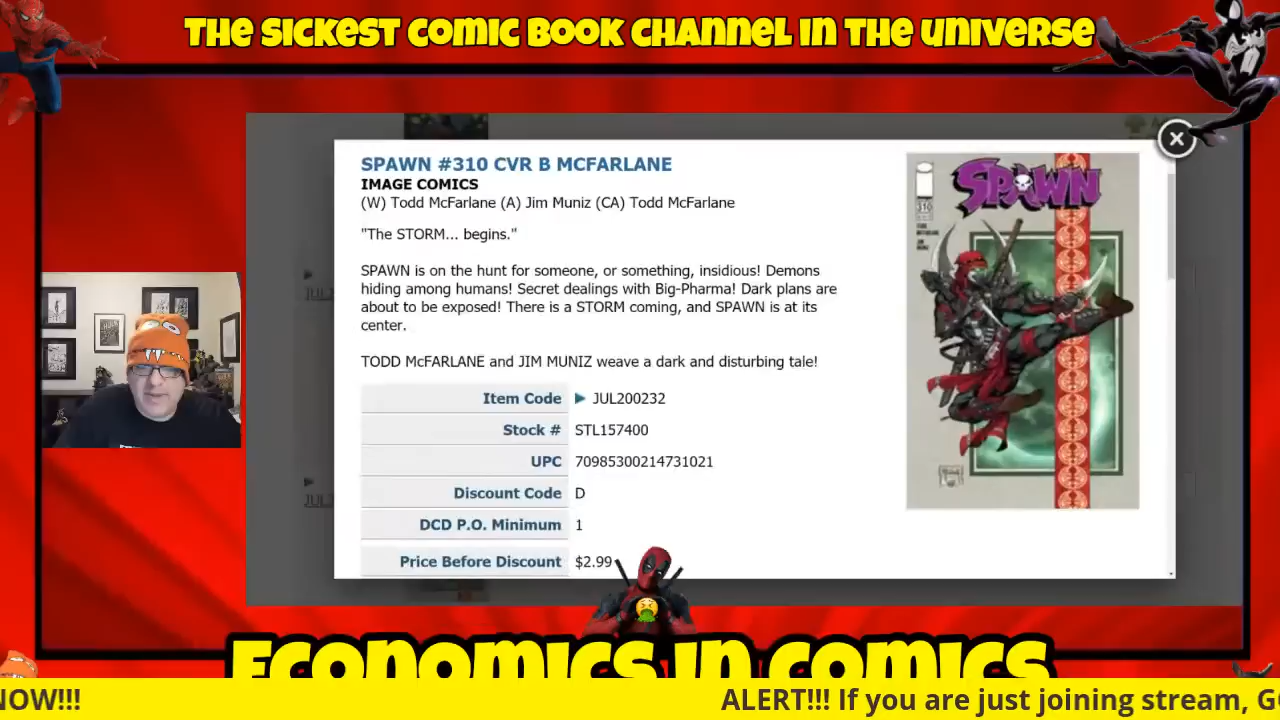 THE SICKEST COMIC BOOK CHANNEL IN THE UNIVERSE
SPAWN #310 CVR B MCFARLANE
IMAGE COMICS
(W) Todd McFarlane (A) Jim Muniz (CA) Todd McFarlane
"The STORM... begins."
SPAWN is on the hunt for someone, or something, insidious! Demons
hiding among humans! Secret dealings with Big-Pharma! Dark plans are
about to be exposed! There is a STORM coming, and SPAWN is at its
center.
TODD McFARLANE and JIM MUNIZ weave a dark and disturbing tale!
Item Code JUL200232
Stock # STL157400
UPC 70985300214731021
Discount Code D
DCD P.O. Minimum 1
Price Before Discount $2.99
SPAWN
310
ECONOMICS IN COMICS
NOW!!! ALERT!!! If you are just joining stream, G